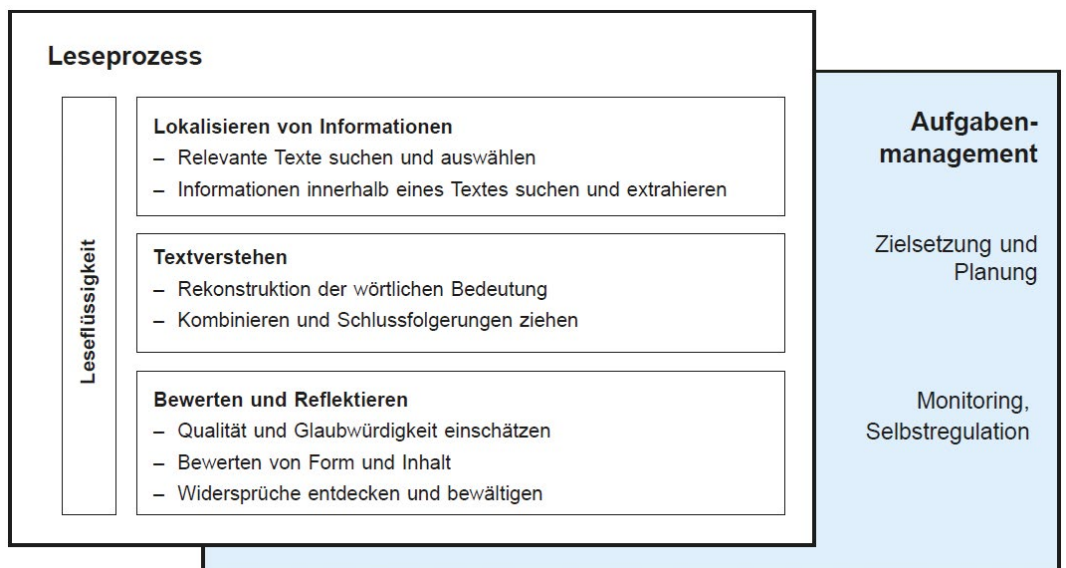 Leseprozess
Leseflüssigkeit
Lokalisieren von Informationen
– Relevante Texte suchen und auswählen
– Informationen innerhalb eines Textes suchen und extrahieren
Textverstehen
– Rekonstruktion der wörtlichen Bedeutung
– Kombinieren und Schlussfolgerungen ziehen
Bewerten und Reflektieren
– Qualität und Glaubwürdigkeit einschätzen
– Bewerten von Form und Inhalt
– Widersprüche entdecken und bewältigen
Aufgaben-
management
Zielsetzung und
Planung
Monitoring,
Selbstregulation